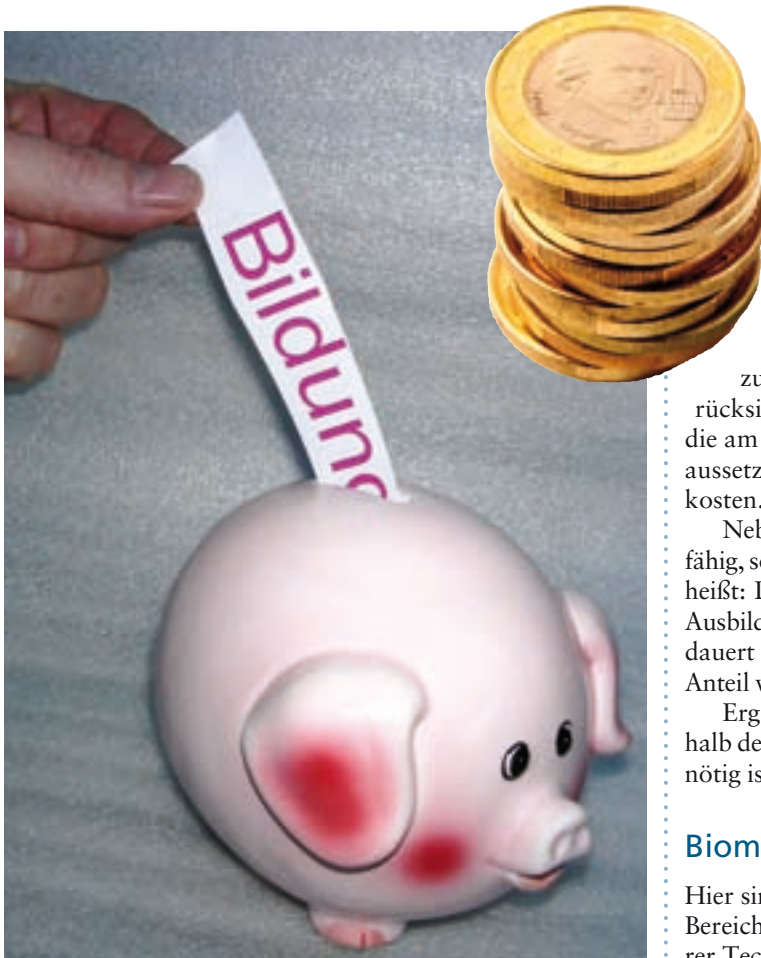 Bildung
zu
rücksi
die am
aussetz
kosten.
Neb
fähig, so
heißt: D
Ausbild
dauert
Anteil v
Erg
halb de
nötig is
Biom
Hier sin
Bereich
rer Tec